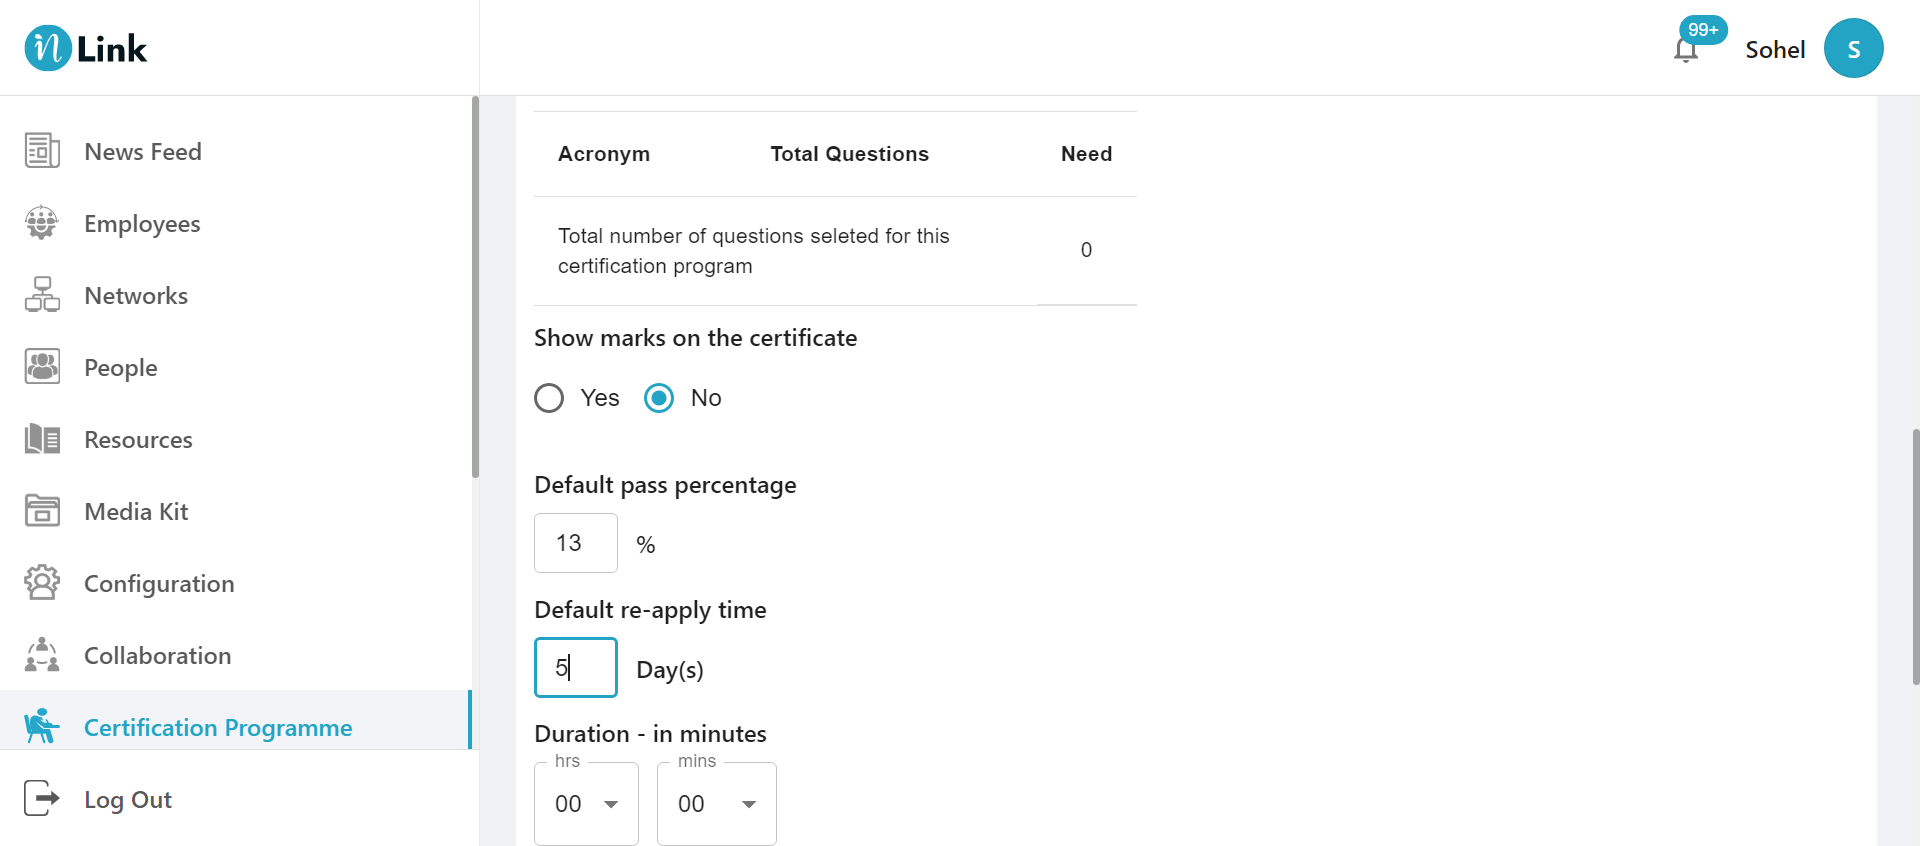 n Link
99+
Sohel
S
News Feed
Employees
Networks
People
Resources
Media Kit
Configuration
Collaboration
Certification Programme
Log Out
Acronym Total Questions Need
Total number of questions seleted for this
certification program
0
Show marks on the certificate
Yes No
Default pass percentage
13 %
Default re-apply time
5 Day(s)
Duration - in minutes
hrs mins
00 00